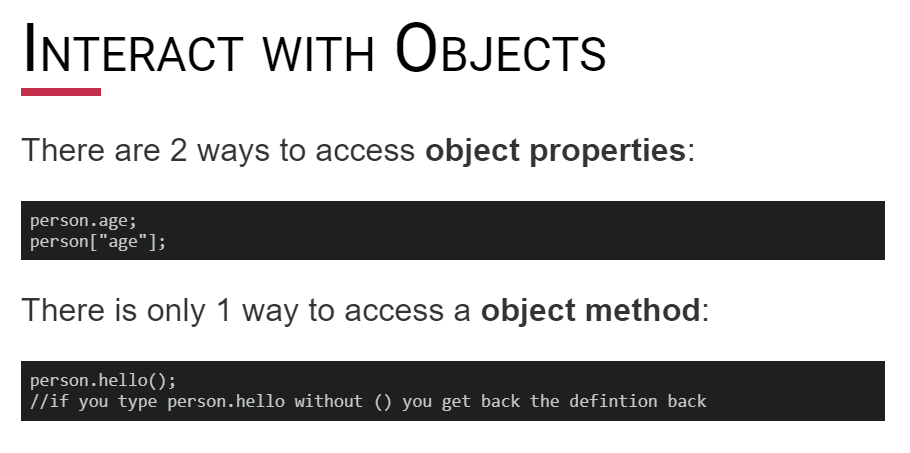 Interact with Objects
There are 2 ways to access object properties:
person.age;
person["age"];
There is only 1 way to access a object method:
person.hello();
//if you type person.hello without () you get back the defintion back